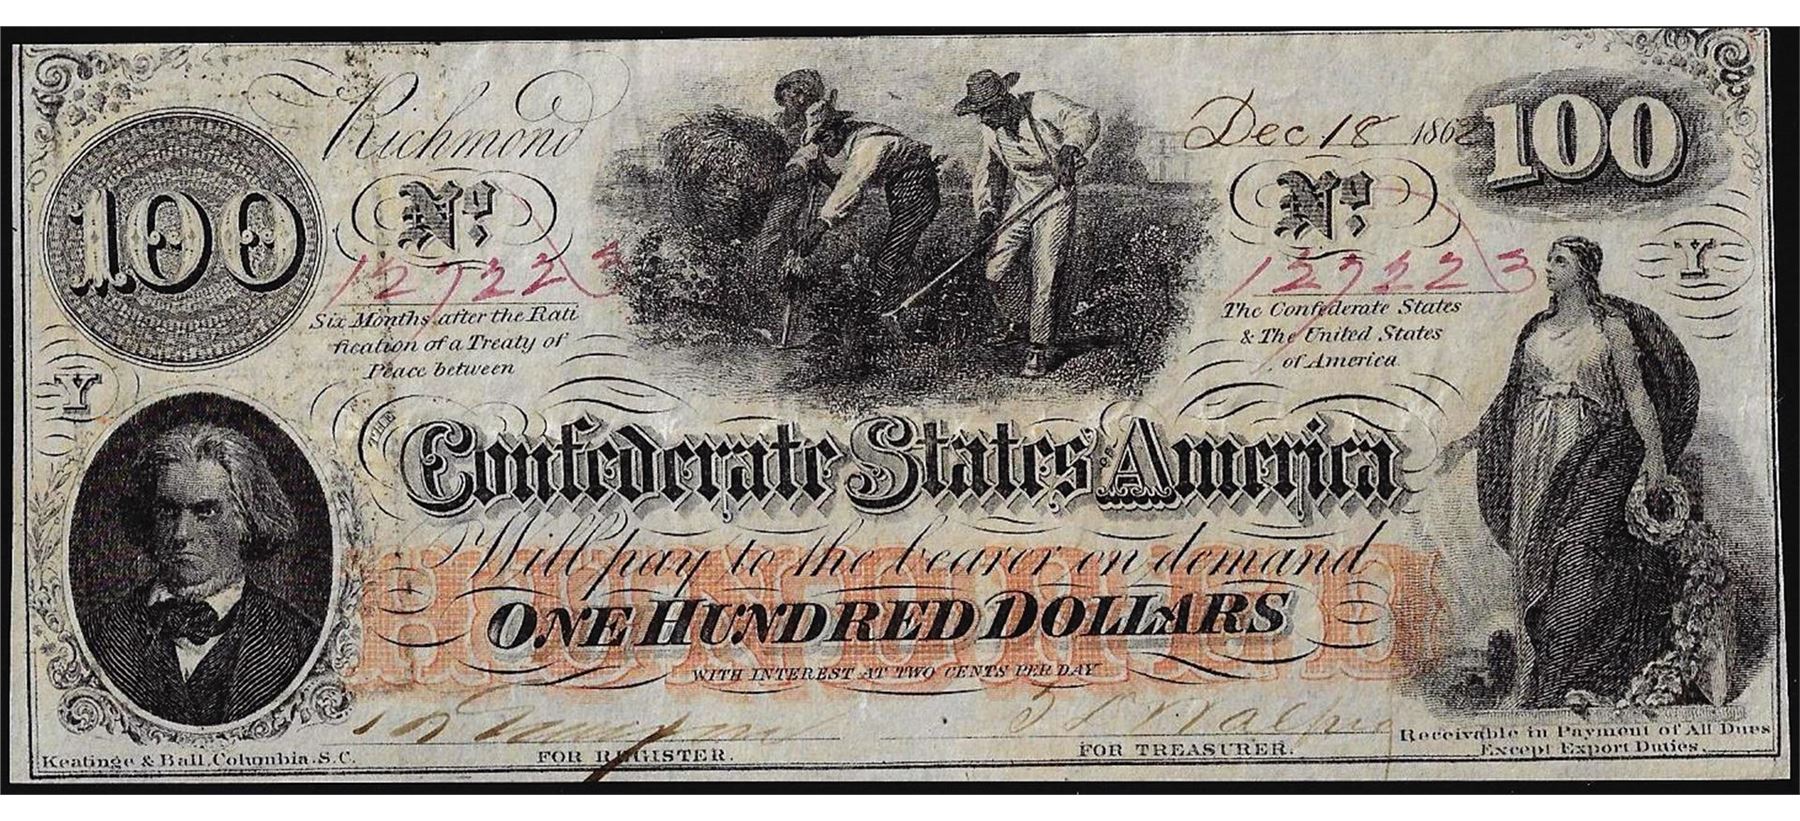 Richmond
Dec 18 1862
100
100
No.
No.
127223
127223
Six Months after the Rati
fication of a Treaty of
Peace between
The Confederate States
& The United States
of America
Y
Y
THE
Confederate States of America
Will pay to the bearer on demand
HUNDRED
ONE HUNDRED DOLLARS
WITH INTEREST AT TWO CENTS PER DAY
FOR REGISTER.
FOR TREASURER.
Receivable in Payment of All Dues
Except Export Duties.
Keatinge & Ball, Columbia. S.C.